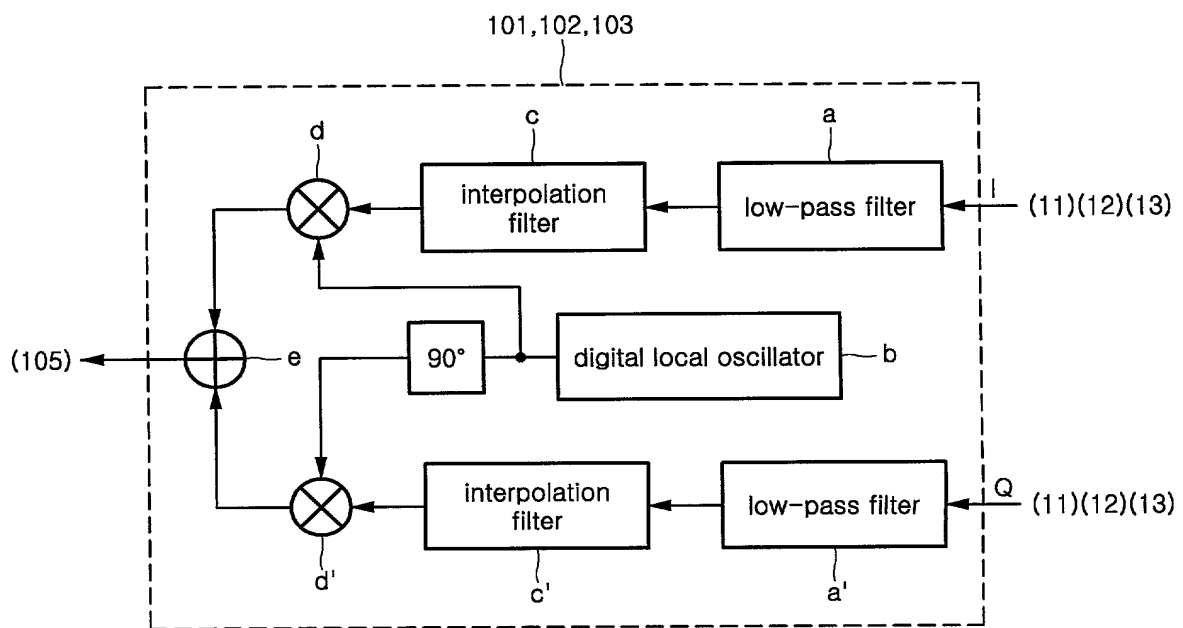 101,102,103
d
c
a
interpolation
filter
low-pass filter
I
(11)(12)(13)
(105)
e
90°
digital local oscillator
b
interpolation
filter
low-pass filter
Q
(11)(12)(13)
d'
c'
a'